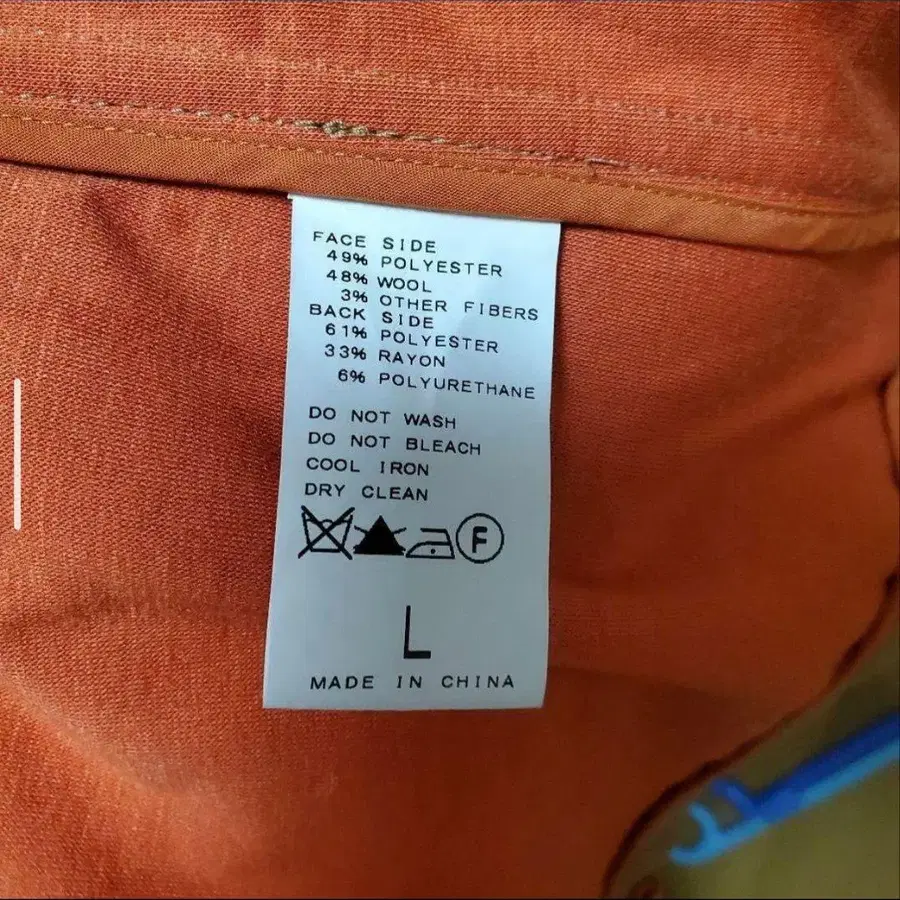 FACE SIDE
49% POLYESTER
48% WOOL
3% OTHER FIBERS
BACK SIDE
61% POLYESTER
33% RAYON
6% POLYURETHANE
DO NOT WASH
DO NOT BLEACH
COOL IRON
DRY CLEAN
F
L
MADE IN CHINA